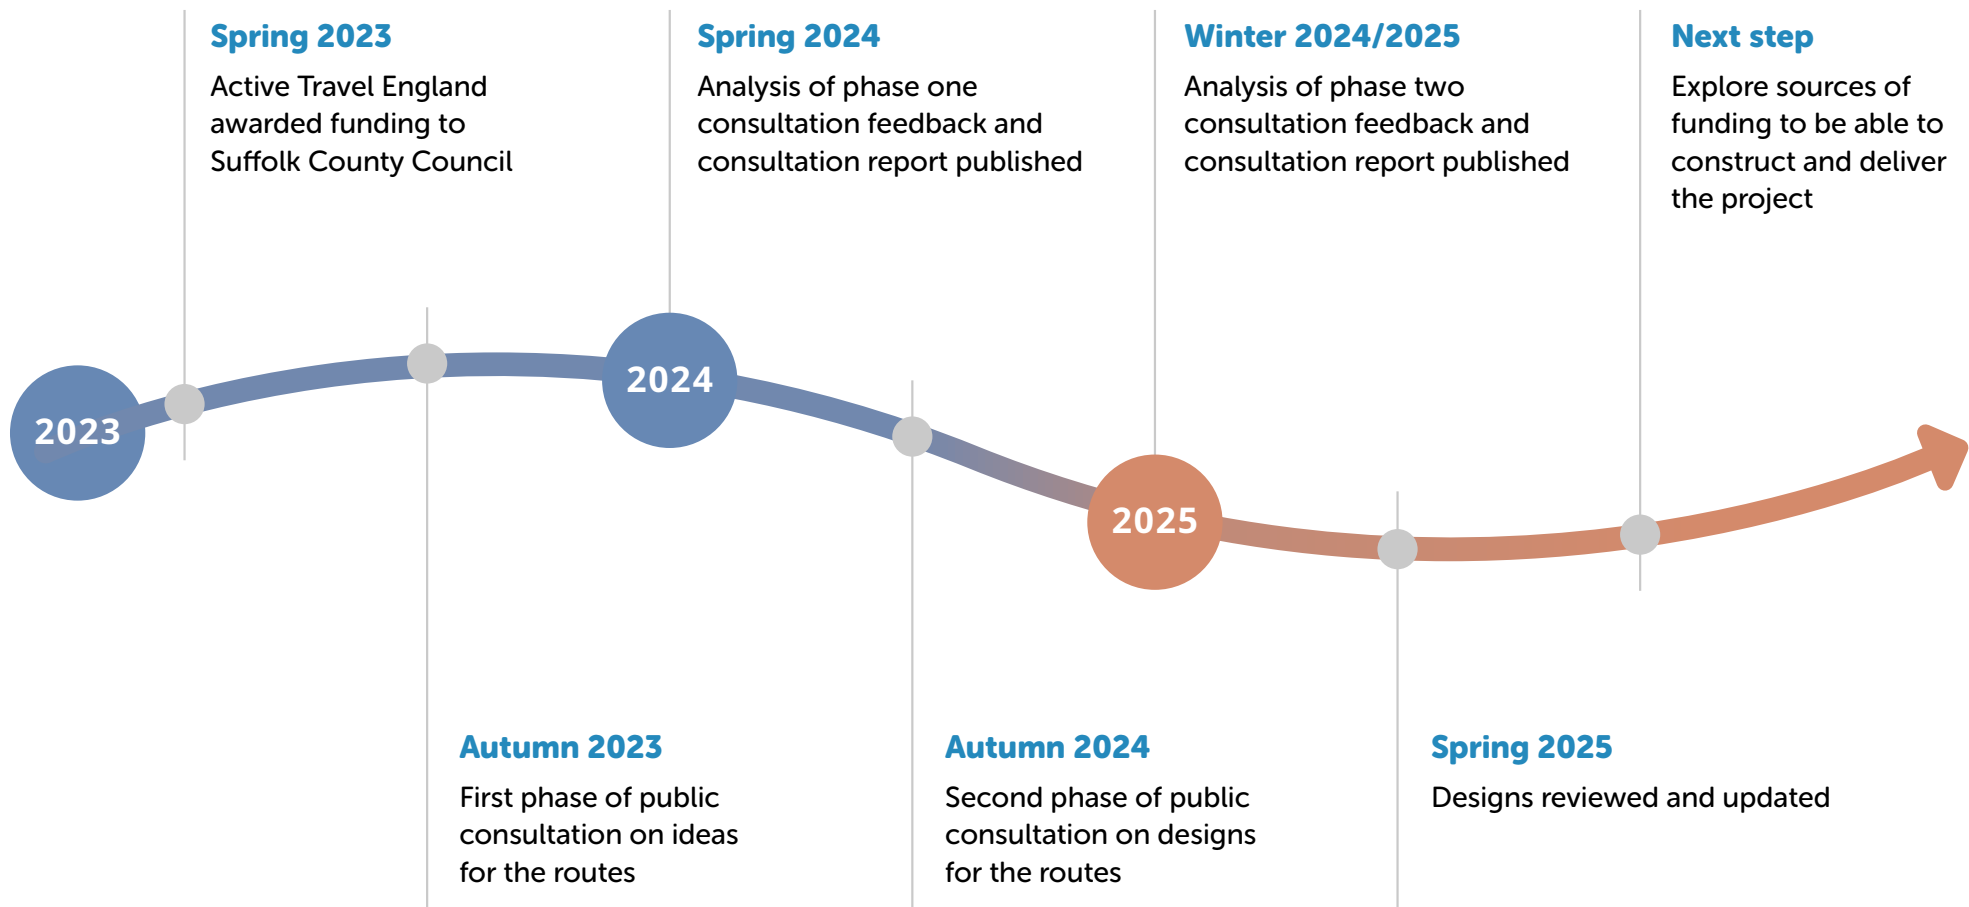 Spring 2023
Active Travel England
awarded funding to
Suffolk County Council
Spring 2024
Analysis of phase one
consultation feedback and
consultation report published
Winter 2024/2025
Analysis of phase two
consultation feedback and
consultation report published
Next step
Explore sources of
funding to be able to
construct and deliver
the project
2023
2024
2025
Autumn 2023
First phase of public
consultation on ideas
for the routes
Autumn 2024
Second phase of public
consultation on designs
for the routes
Spring 2025
Designs reviewed and updated